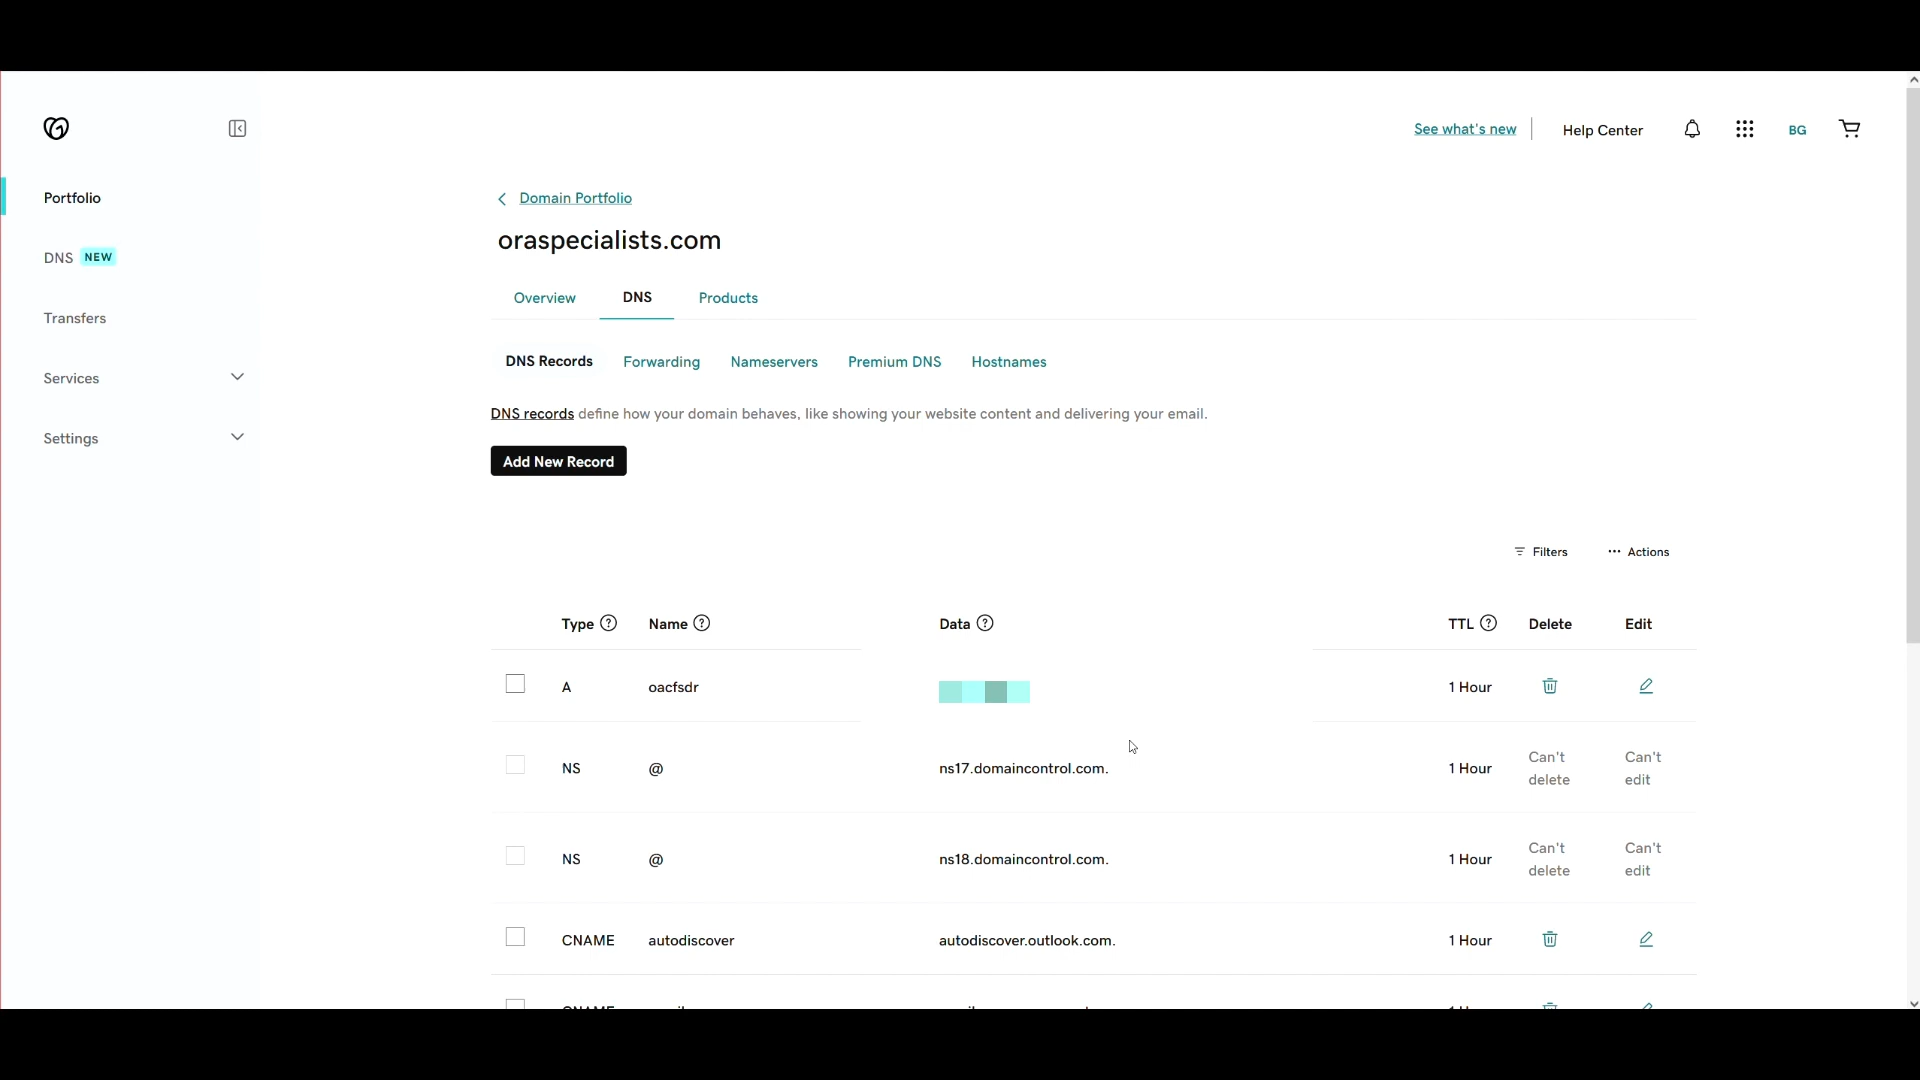 See what's new
Help Center
BG
Portfolio
DNS NEW
Transfers
Services
Settings
Domain Portfolio
oraspecialists.com
Overview DNS Products
DNS Records Forwarding Nameservers Premium DNS Hostnames
DNS records define how your domain behaves, like showing your website content and delivering your email.
Add New Record
Filters ··· Actions
Type ? Name ? Data ? TTL ? Delete Edit
A oacfsdr 1 Hour
NS @ ns17.domaincontrol.com. 1 Hour Can't delete Can't edit
NS @ ns18.domaincontrol.com. 1 Hour Can't delete Can't edit
CNAME autodiscover autodiscover.outlook.com. 1 Hour